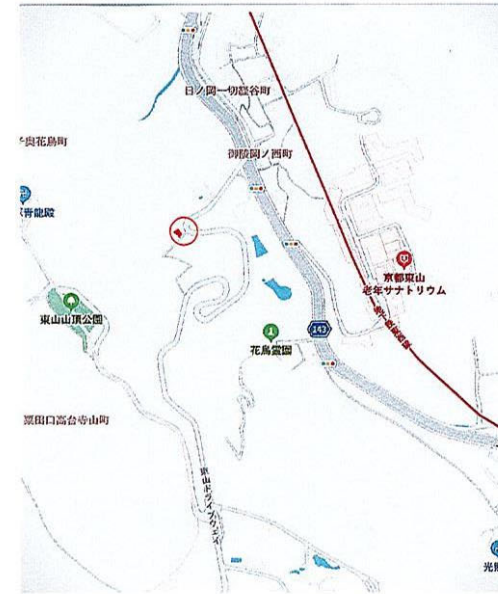 日ノ岡一切経谷町
奥花鳥町
御陵岡ノ西町
青龍殿
京都東山
老年サナトリウム
東山山頂公園
143
花鳥霊園
粟田口高台寺山町
東山ドライブウェイ